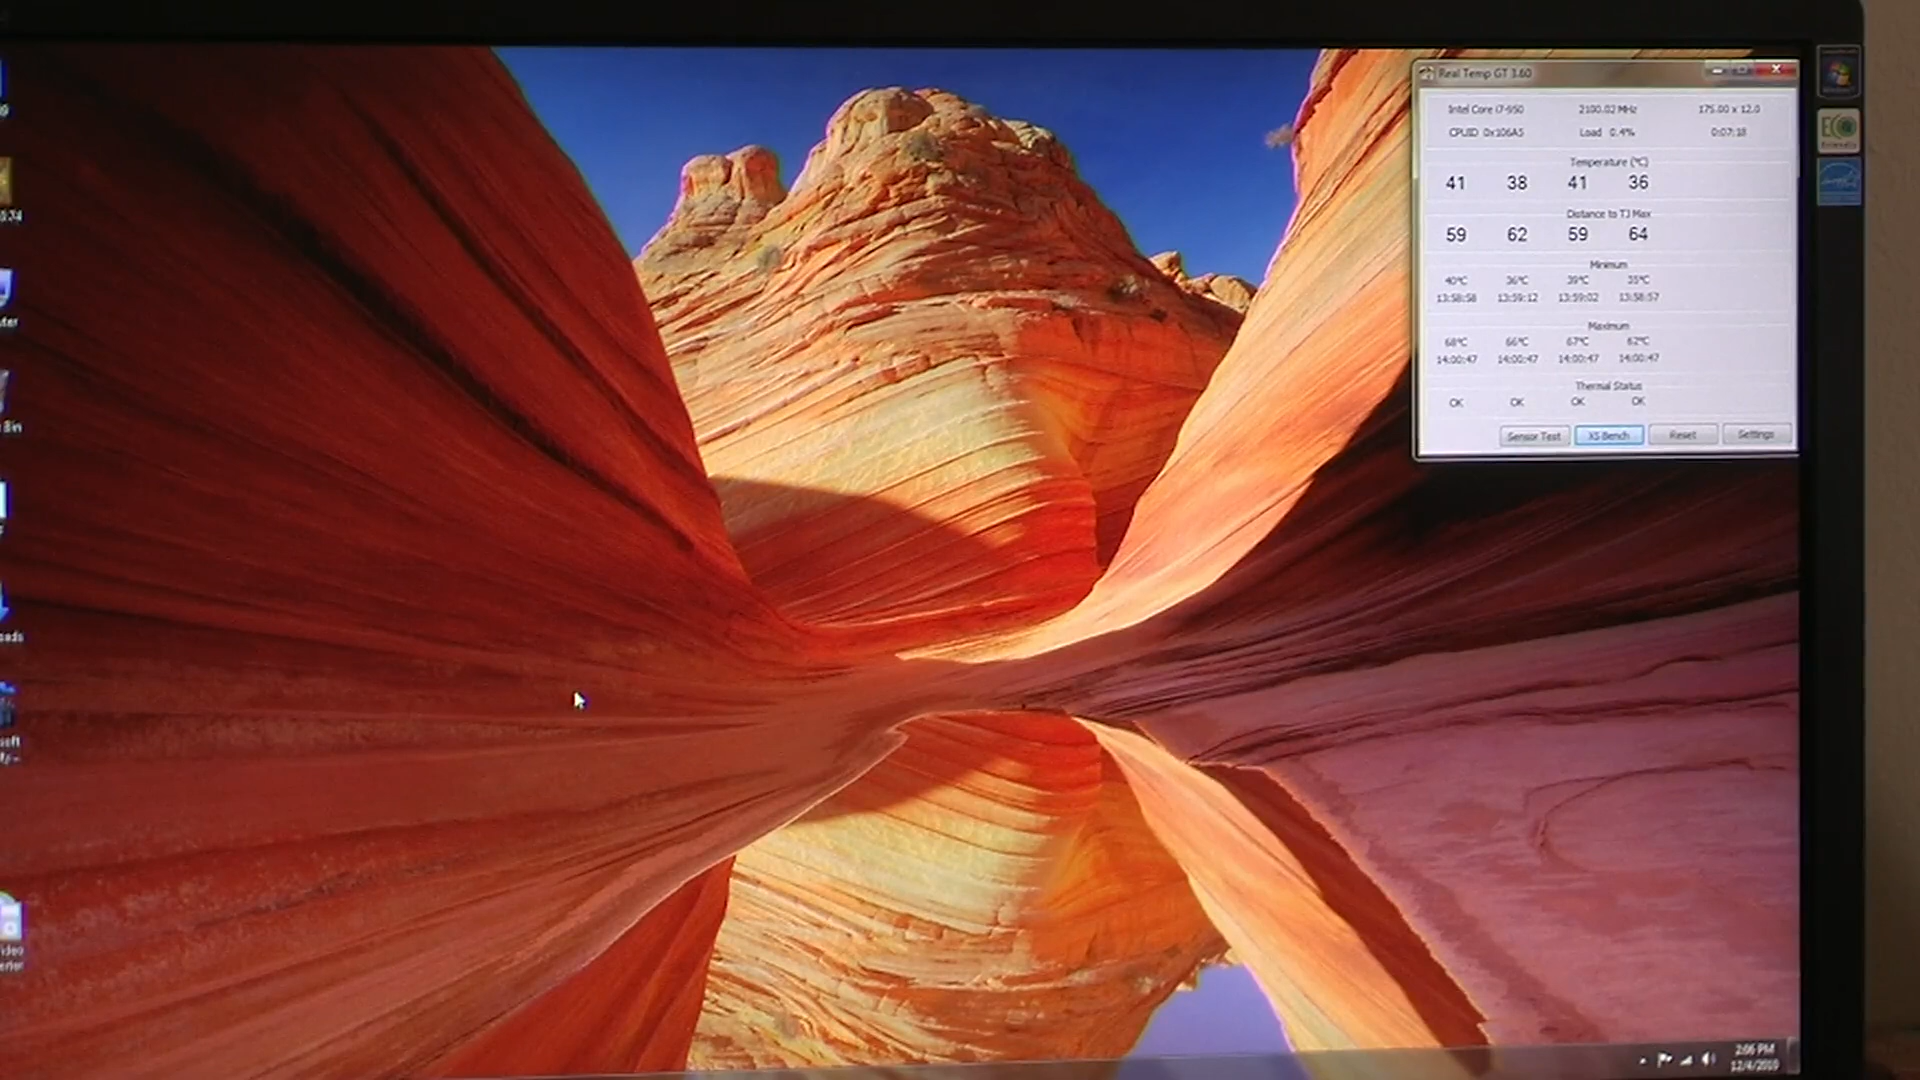 Real Temp GT 3.60
Intel Core i7-950 2100.02 MHz 175.00 x 12.0
CPUID 0x106A5 Load 0.4% 0:07:18
Temperature (°C)
41 38 41 36
Distance to TJ Max
59 62 59 64
Minimum
40°C 36°C 39°C 35°C
13:58:58 13:59:12 13:59:02 13:58:57
Maximum
68°C 66°C 67°C 62°C
14:00:47 14:00:47 14:00:47 14:00:47
Thermal Status
OK OK OK OK
Sensor Test XS Bench Reset Settings
ECO
Bin
2:06 PM
12/4/2010